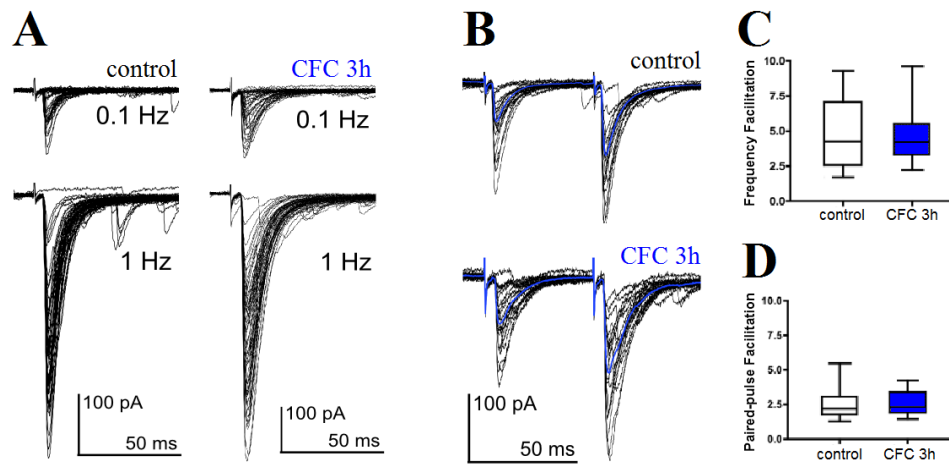 A
control
CFC 3h
0.1 Hz
0.1 Hz
1 Hz
1 Hz
100 pA
50 ms
100 pA
50 ms
B
control
CFC 3h
100 pA
50 ms
C
Frequency Facilitation
10.0
7.5
5.0
2.5
0.0
control
CFC 3h
D
Paired-pulse Facilitation
10.0
7.5
5.0
2.5
0.0
control
CFC 3h